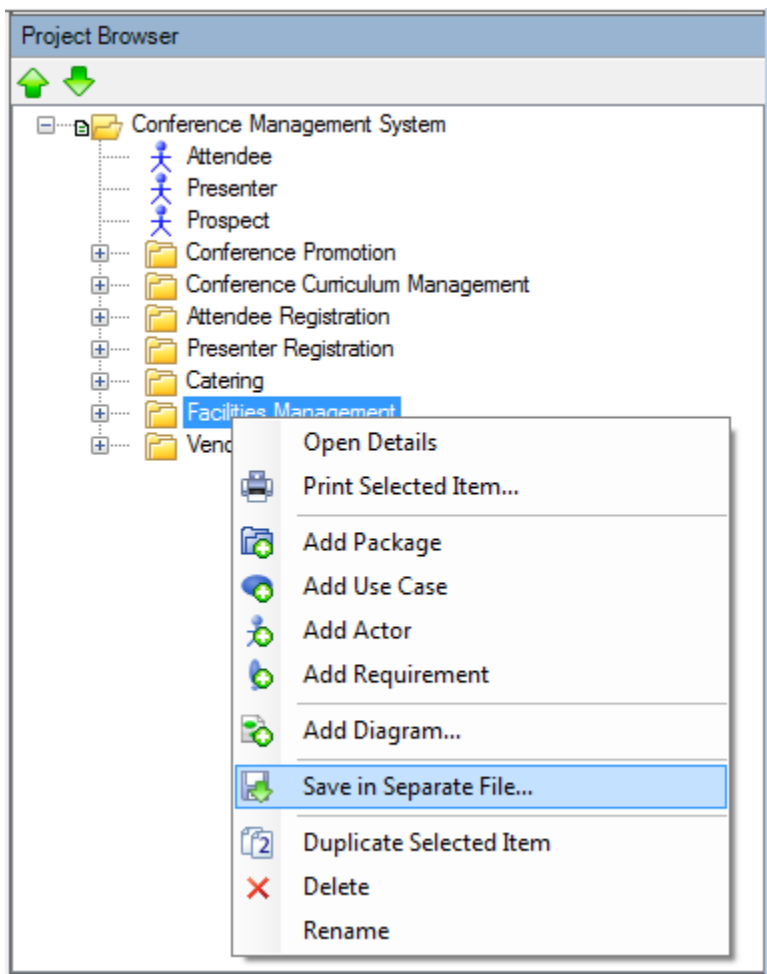 Project Browser
Conference Management System
Attendee
Presenter
Prospect
Conference Promotion
Conference Curriculum Management
Attendee Registration
Presenter Registration
Catering
Facilities Management
Open Details
Print Selected Item...
Add Package
Add Use Case
Add Actor
Add Requirement
Add Diagram...
Save in Separate File...
2
Duplicate Selected Item
Delete
Rename